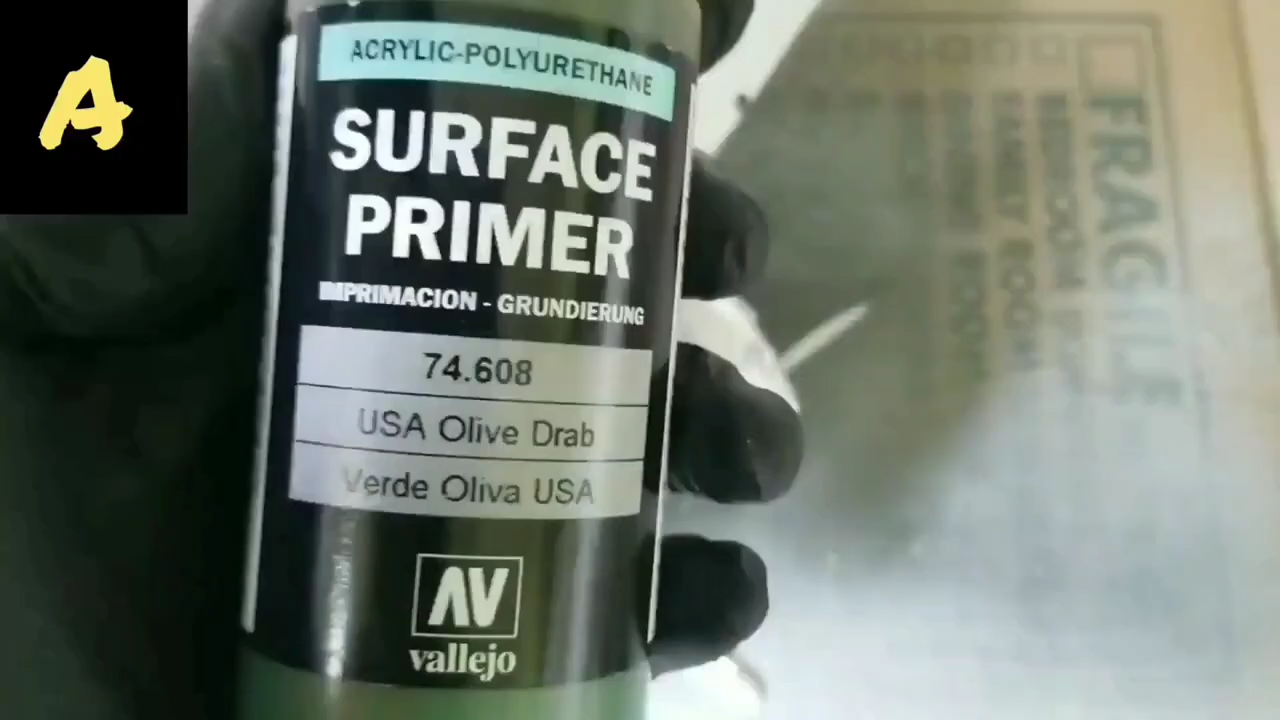 A
ACRYLIC-POLYURETHANE
SURFACE
PRIMER
IMPRIMACION - GRUNDIERUNG
74.608
USA Olive Drab
Verde Oliva USA
AV
vallejo
FRAGILE